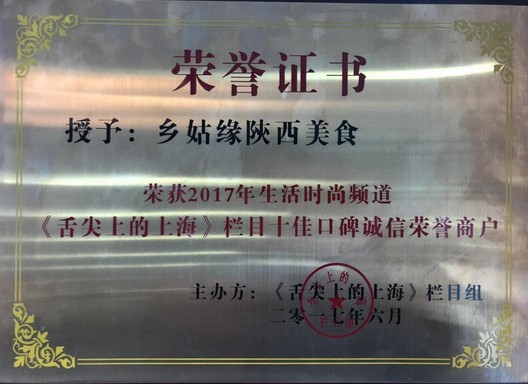 荣誉证书
授予：乡姑缘陕西美食
荣获2017年生活时尚频道
《舌尖上的上海》栏目十佳口碑诚信荣誉商户
主办方：《舌尖上的上海》栏目组
二零一七年六月